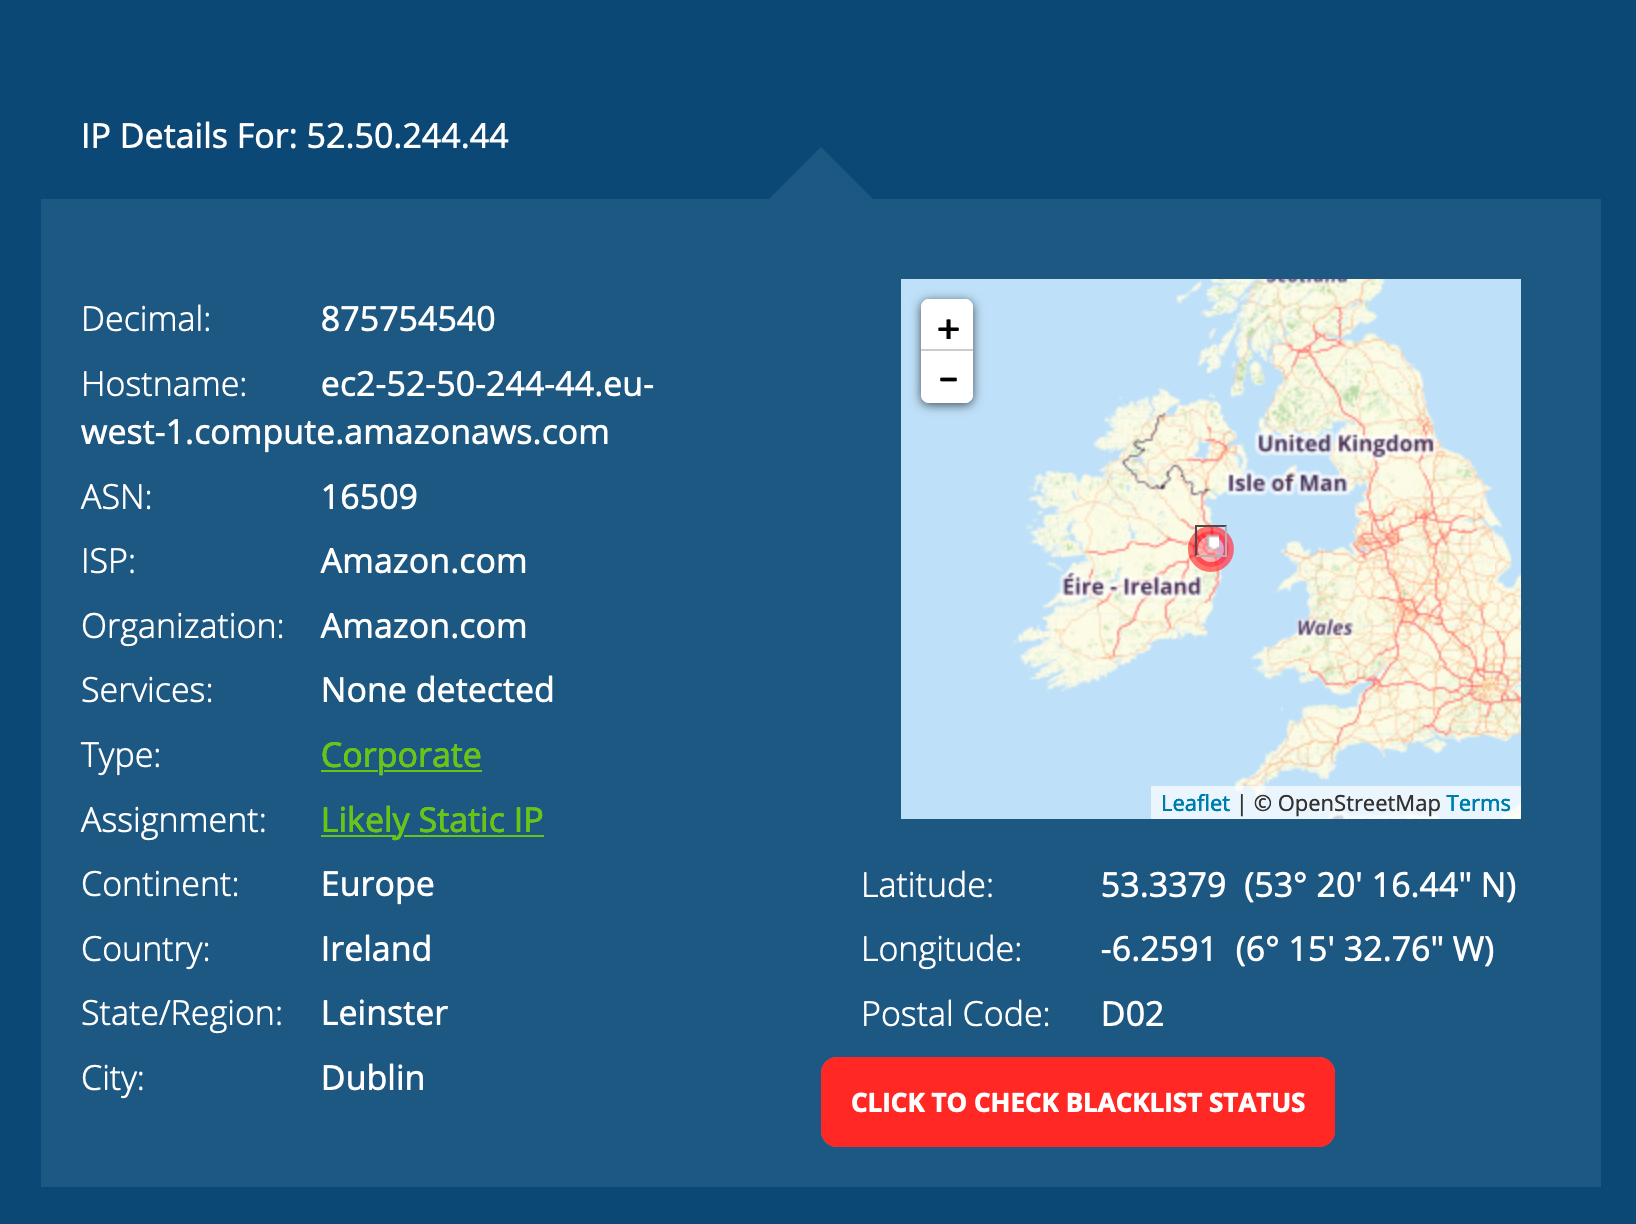 IP Details For: 52.50.244.44
Decimal: 875754540
Hostname: ec2-52-50-244-44.eu-
west-1.compute.amazonaws.com
ASN: 16509
ISP: Amazon.com
Organization: Amazon.com
Services: None detected
Type: Corporate
Assignment: Likely Static IP
Continent: Europe
Country: Ireland
State/Region: Leinster
City: Dublin
Scotland
+
−
United Kingdom
Isle of Man
Éire - Ireland
Wales
Leaflet | © OpenStreetMap Terms
Latitude: 53.3379 (53° 20' 16.44" N)
Longitude: -6.2591 (6° 15' 32.76" W)
Postal Code: D02
CLICK TO CHECK BLACKLIST STATUS